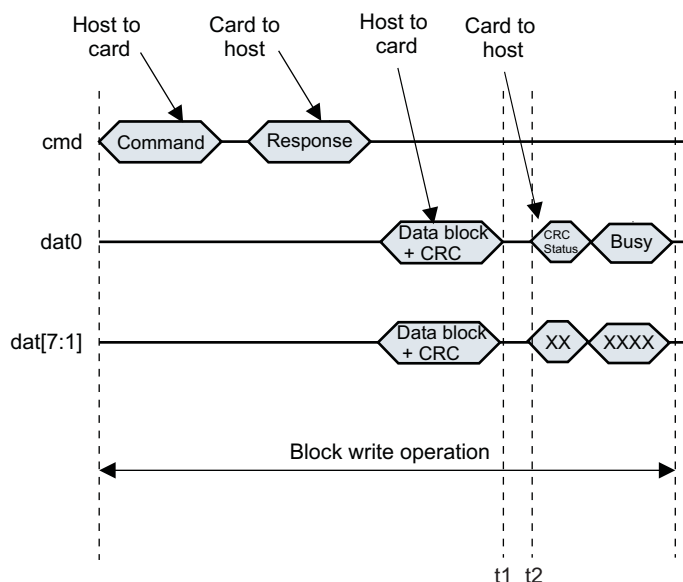 Host to
card
Card to
host
Host to
card
Card to
host
cmd
Command
Response
dat0
Data block
+ CRC
CRC
Status
Busy
dat[7:1]
Data block
+ CRC
XX
XXXX
Block write operation
t1
t2